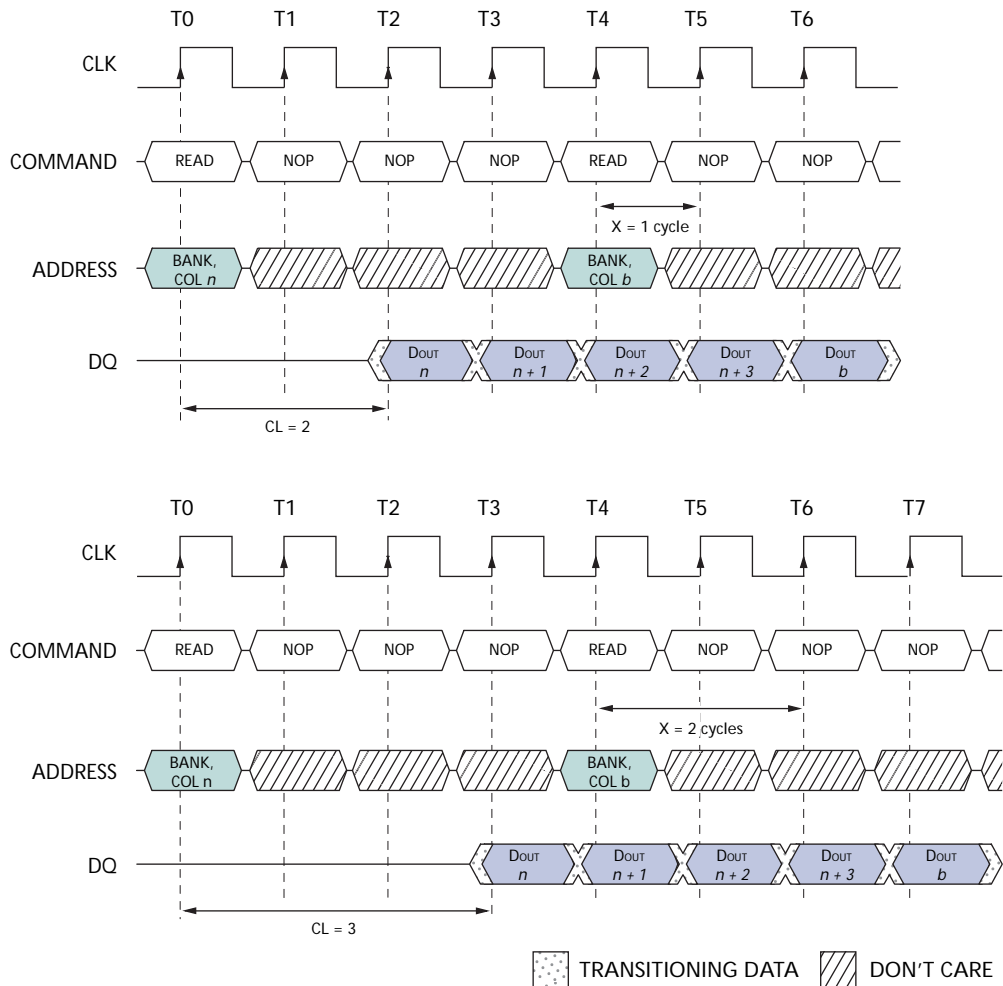 T0 T1 T2 T3 T4 T5 T6
CLK
COMMAND READ NOP NOP NOP READ NOP NOP
X = 1 cycle
ADDRESS BANK, COL n BANK, COL b
DQ DOUT n DOUT n + 1 DOUT n + 2 DOUT n + 3 DOUT b
CL = 2
T0 T1 T2 T3 T4 T5 T6 T7
CLK
COMMAND READ NOP NOP NOP READ NOP NOP NOP
X = 2 cycles
ADDRESS BANK, COL n BANK, COL b
DQ DOUT n DOUT n + 1 DOUT n + 2 DOUT n + 3 DOUT b
CL = 3
TRANSITIONING DATA DON'T CARE